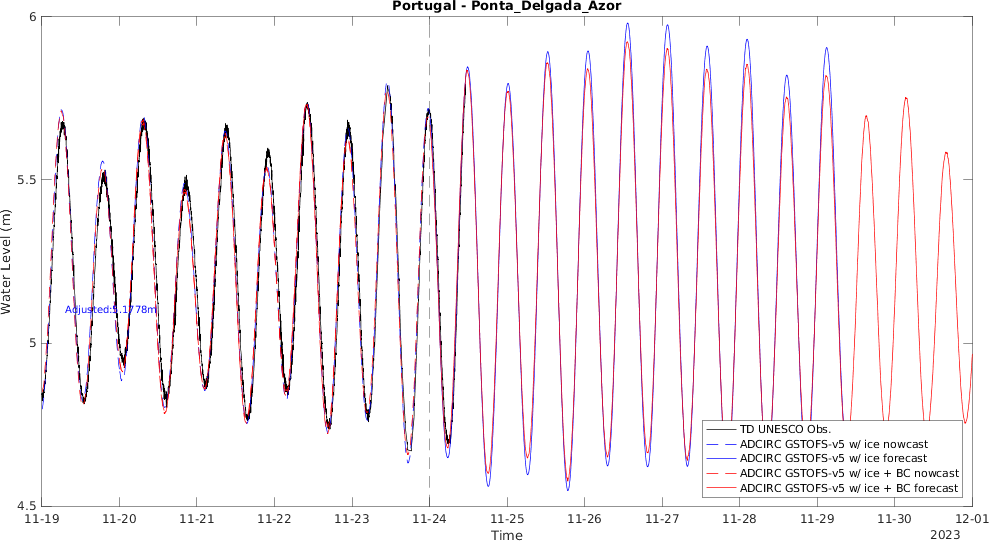 Portugal - Ponta_Delgada_Azor
6
5.5
5
4.5
Water Level (m)
Adjusted:5.1778m
TD UNESCO Obs.
ADCIRC GSTOFS-v5 w/ ice nowcast
ADCIRC GSTOFS-v5 w/ ice forecast
ADCIRC GSTOFS-v5 w/ ice + BC nowcast
ADCIRC GSTOFS-v5 w/ ice + BC forecast
11-19 11-20 11-21 11-22 11-23 11-24 11-25 11-26 11-27 11-28 11-29 11-30 12-01
Time
2023